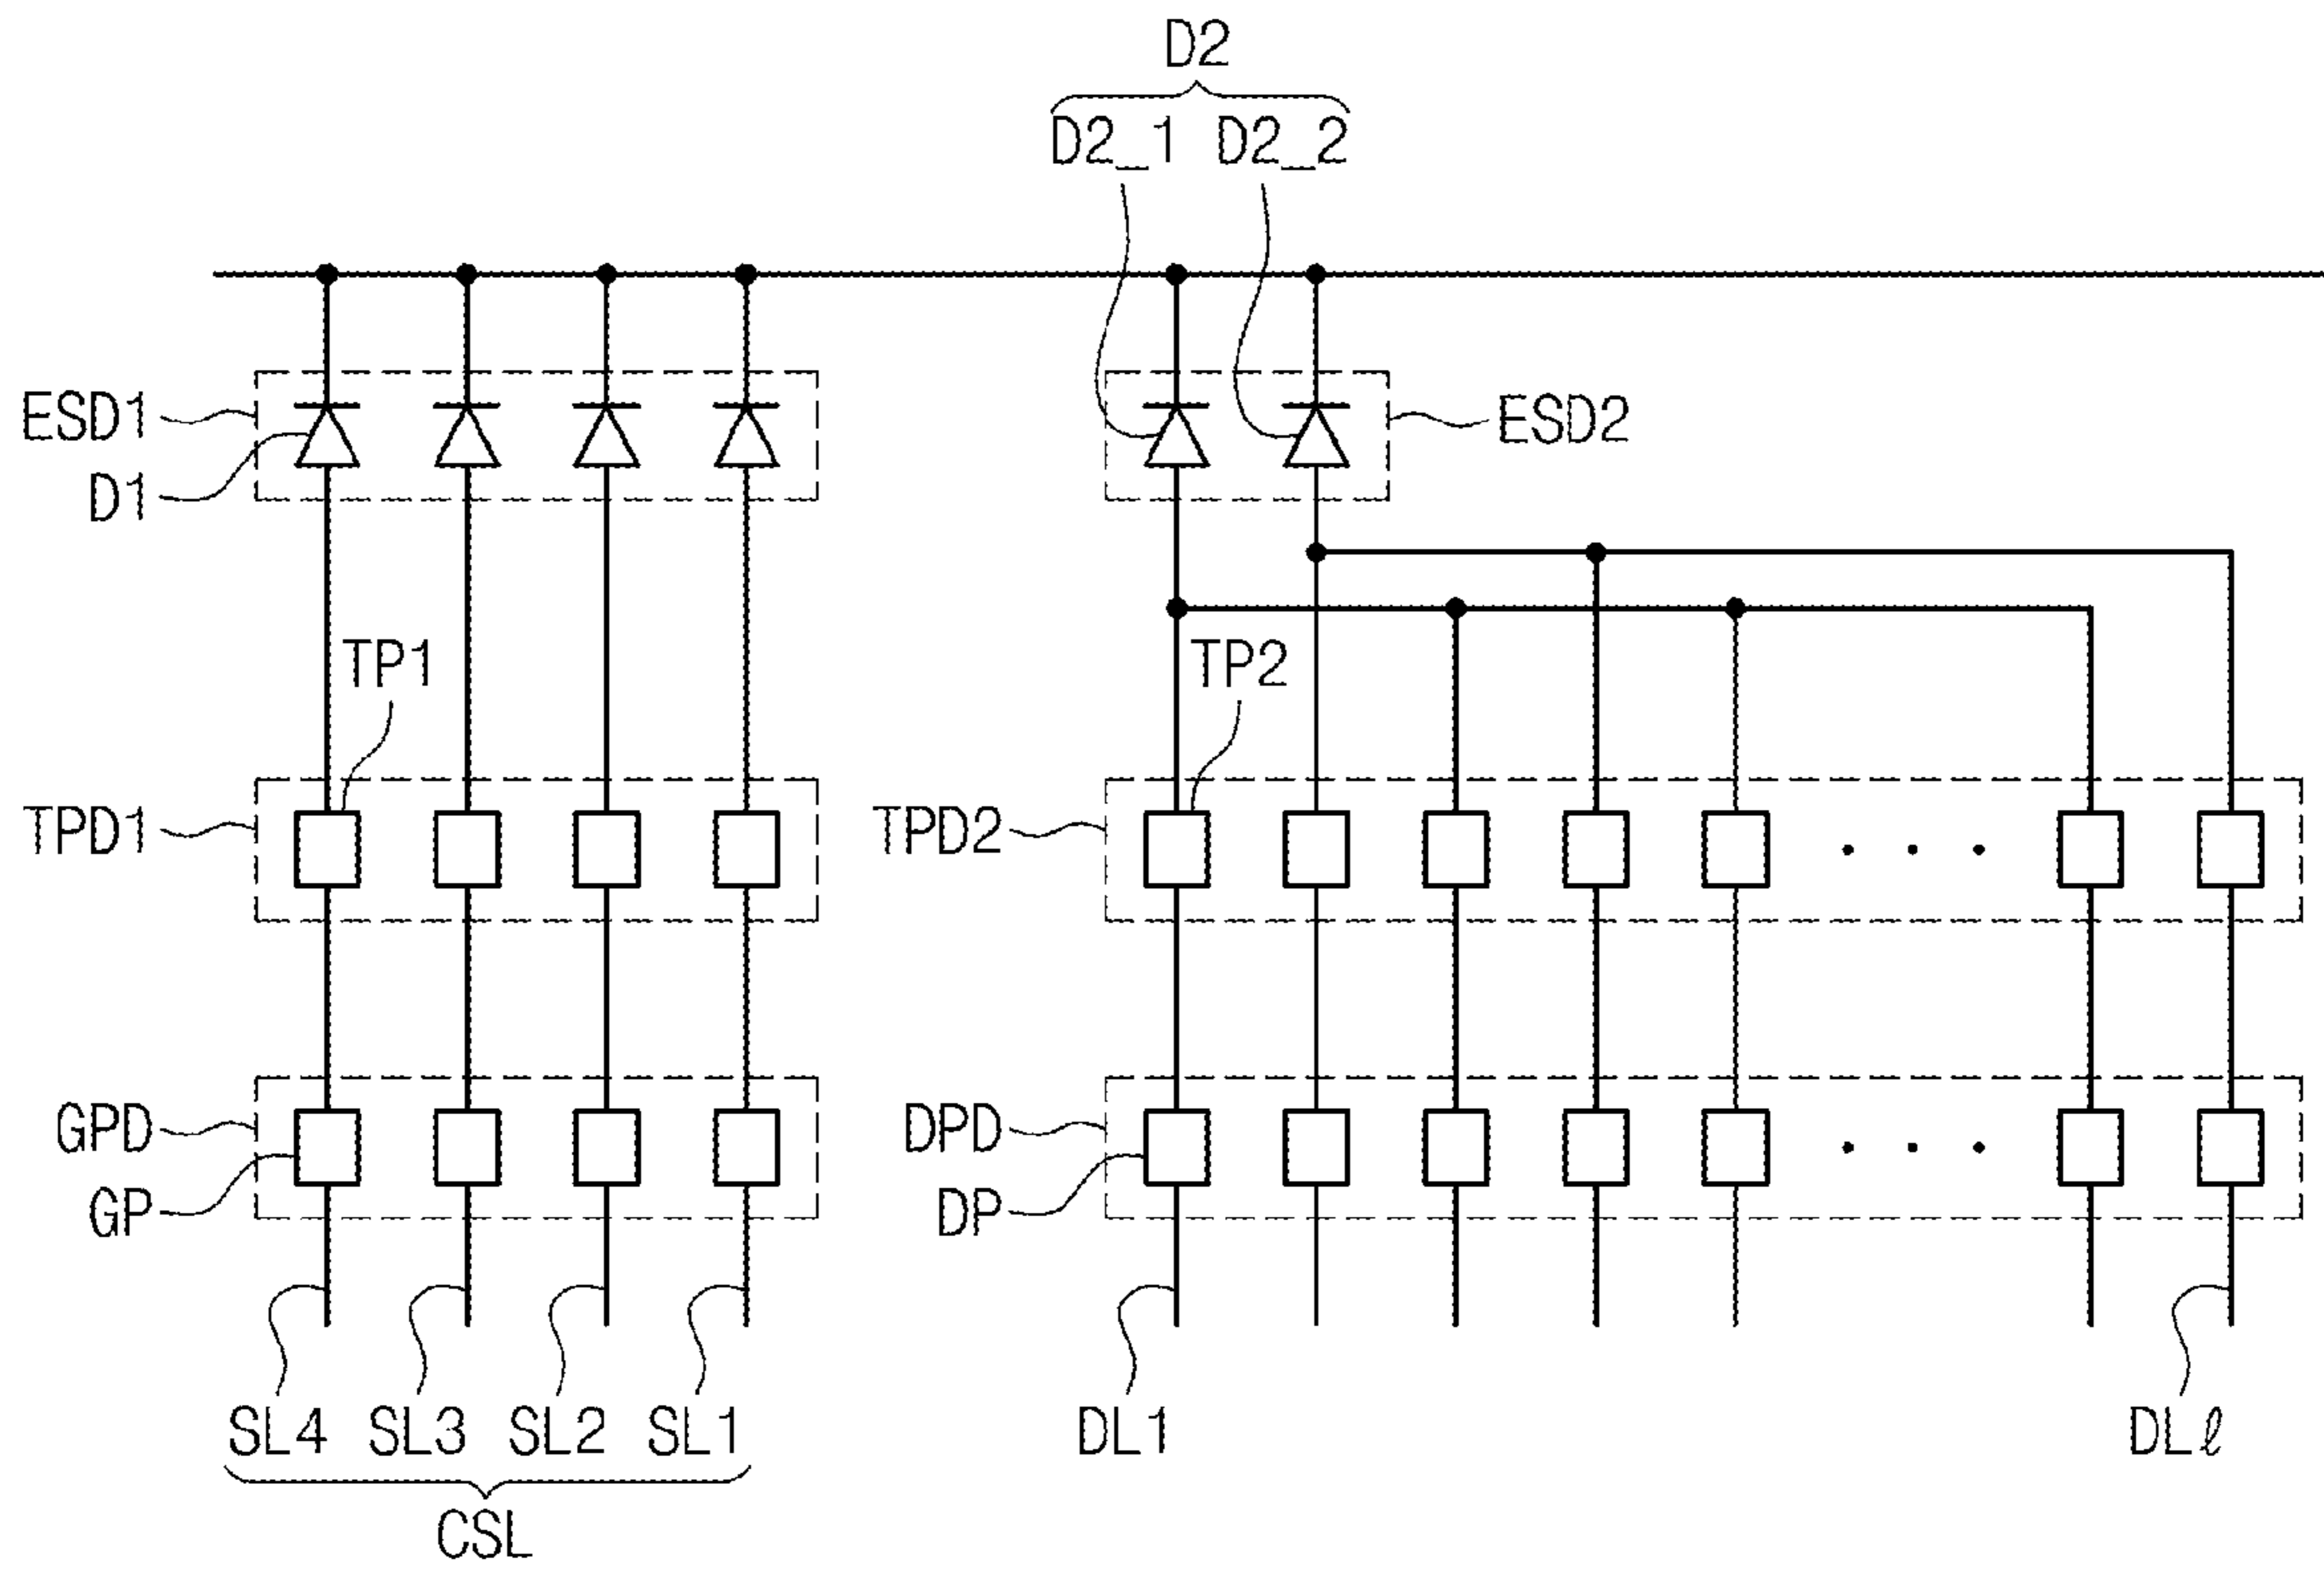 D2
D2_1 D2_2
ESD1
ESD2
D1
TP1
TP2
TPD1
TPD2
GPD
DPD
GP
DP
SL4 SL3 SL2 SL1
DL1
DLℓ
CSL